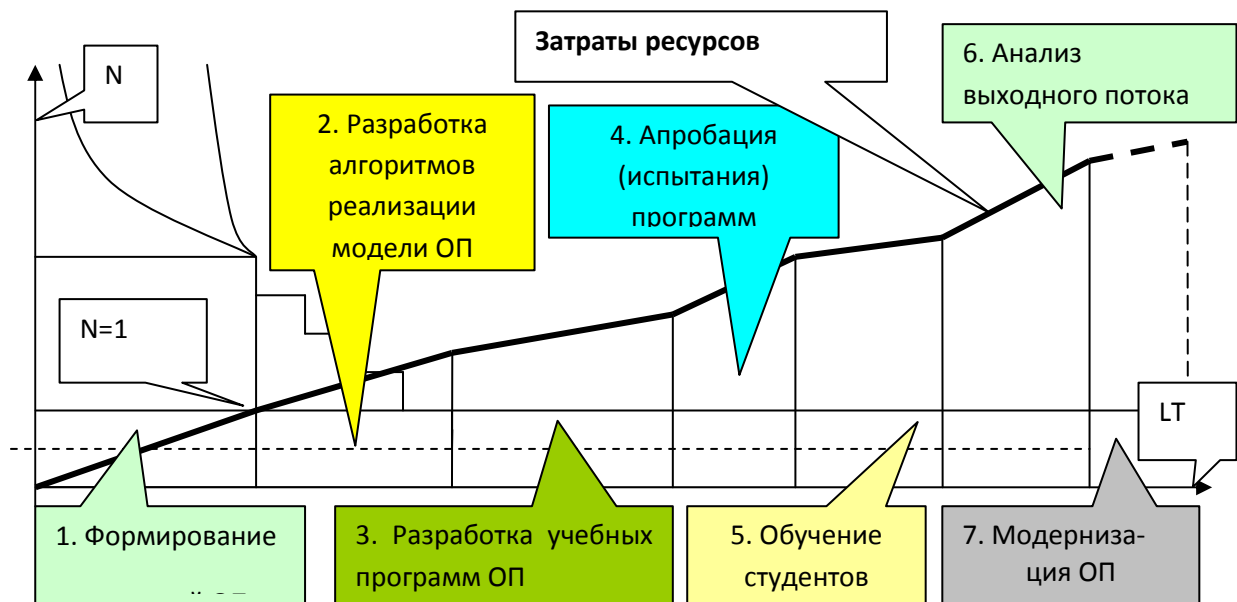 Затраты ресурсов
6. Анализ
выходного потока
N
2. Разработка
алгоритмов
реализации
модели ОП
4. Апробация
(испытания)
программ
N=1
LT
1. Формирование
3. Разработка учебных
программ ОП
5. Обучение
студентов
7. Модерниза-
ция ОП